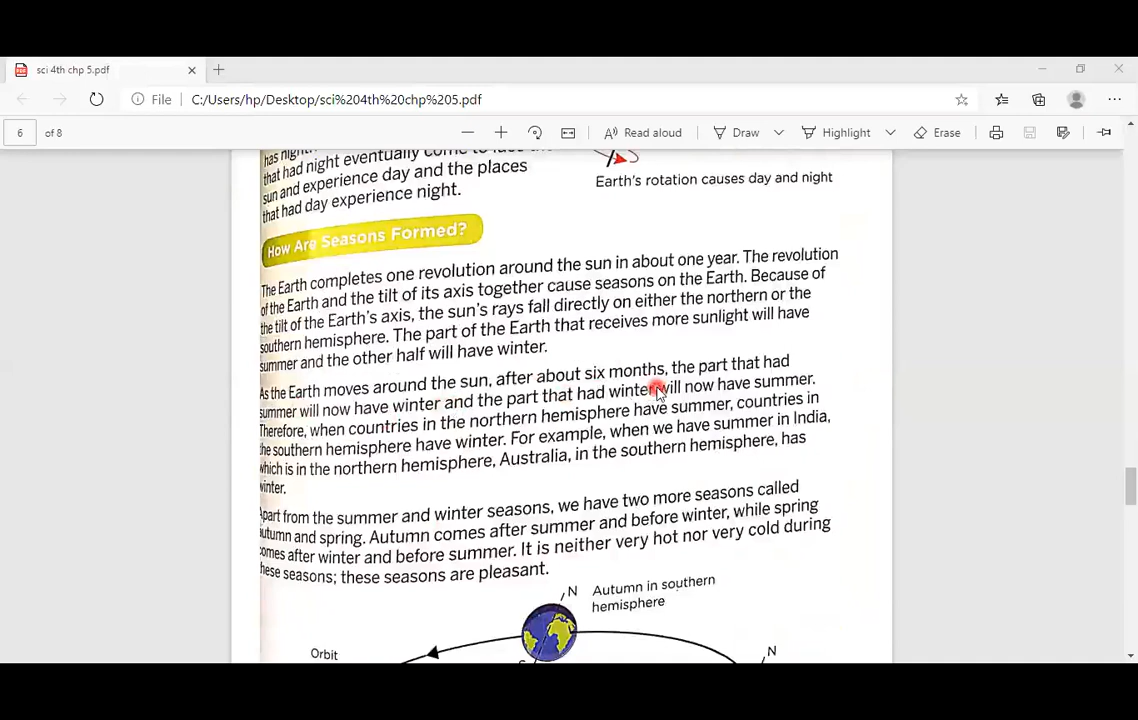 sci 4th chp 5.pdf
File C:/Users/hp/Desktop/sci%204th%20chp%205.pdf
6 of 8
Read aloud
Draw
Highlight
Erase
has
that had night eventually come to face the
sun and experience day and the places
that had day experience night.
Earth's rotation causes day and night
How Are Seasons Formed?
The Earth completes one revolution around the sun in about one year. The revolution
of the Earth and the tilt of its axis together cause seasons on the Earth. Because of
the tilt of the Earth's axis, the sun's rays fall directly on either the northern or the
southern hemisphere. The part of the Earth that receives more sunlight will have
summer and the other half will have winter.
As the Earth moves around the sun, after about six months, the part that had
summer will now have winter and the part that had winter will now have summer.
Therefore, when countries in the northern hemisphere have summer, countries in
the southern hemisphere have winter. For example, when we have summer in India,
which is in the northern hemisphere, Australia, in the southern hemisphere, has
winter.
Apart from the summer and winter seasons, we have two more seasons called
autumn and spring. Autumn comes after summer and before winter, while spring
comes after winter and before summer. It is neither very hot nor very cold during
these seasons; these seasons are pleasant.
N
Autumn in southern
hemisphere
Orbit
S
N